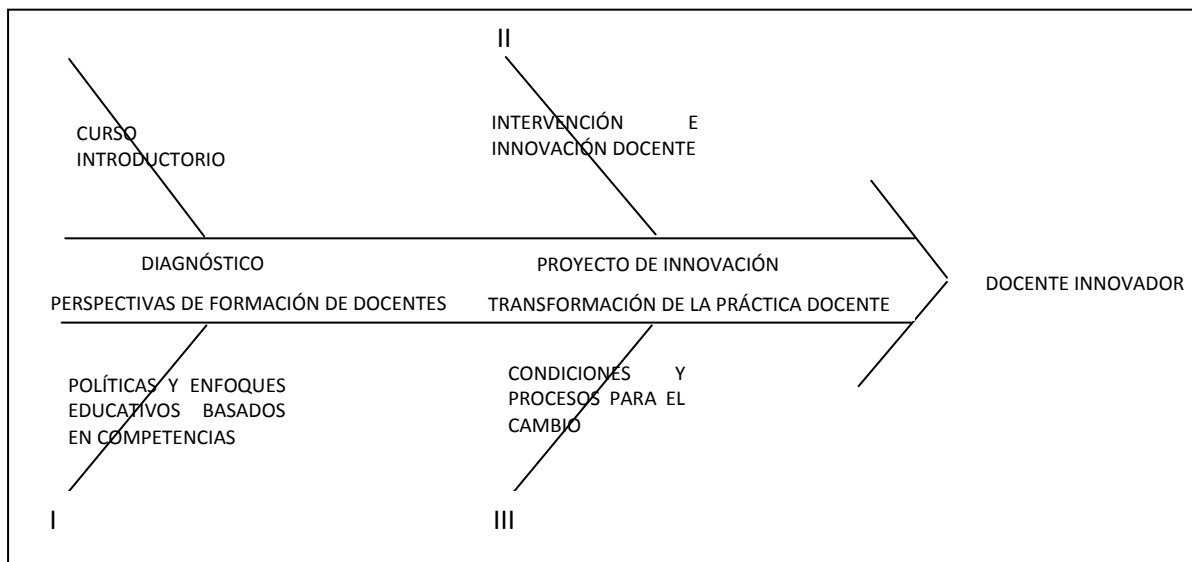 II
CURSO
INTRODUCTORIO
INTERVENCIÓN E
INNOVACIÓN DOCENTE
DIAGNÓSTICO
PROYECTO DE INNOVACIÓN
DOCENTE INNOVADOR
PERSPECTIVAS DE FORMACIÓN DE DOCENTES
TRANSFORMACIÓN DE LA PRÁCTICA DOCENTE
POLÍTICAS Y ENFOQUES
EDUCATIVOS BASADOS
EN COMPETENCIAS
CONDICIONES Y
PROCESOS PARA EL
CAMBIO
I
III